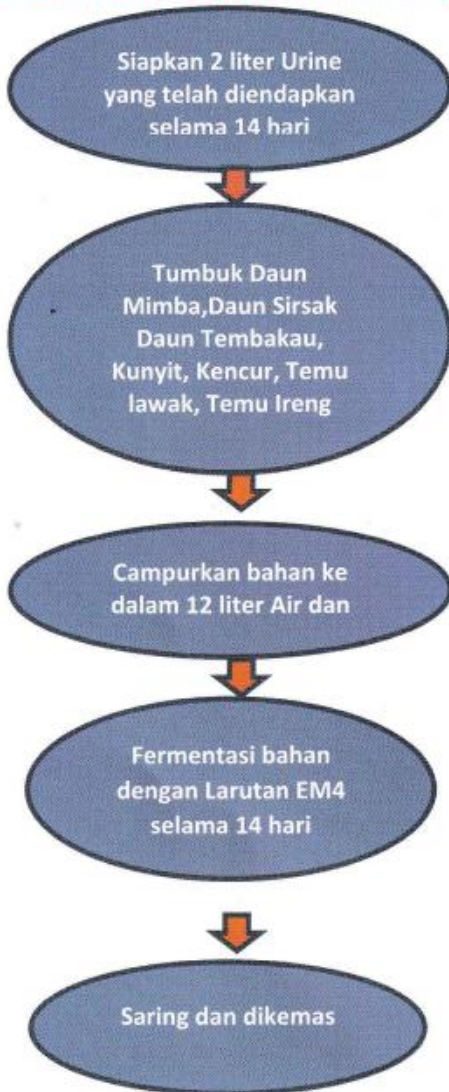 Siapkan 2 liter Urine
yang telah diendapkan
selama 14 hari
Tumbuk Daun
Mimba,Daun Sirsak
Daun Tembakau,
Kunyit, Kencur, Temu
lawak, Temu Ireng
Campurkan bahan ke
dalam 12 liter Air dan
Fermentasi bahan
dengan Larutan EM4
selama 14 hari
Saring dan dikemas